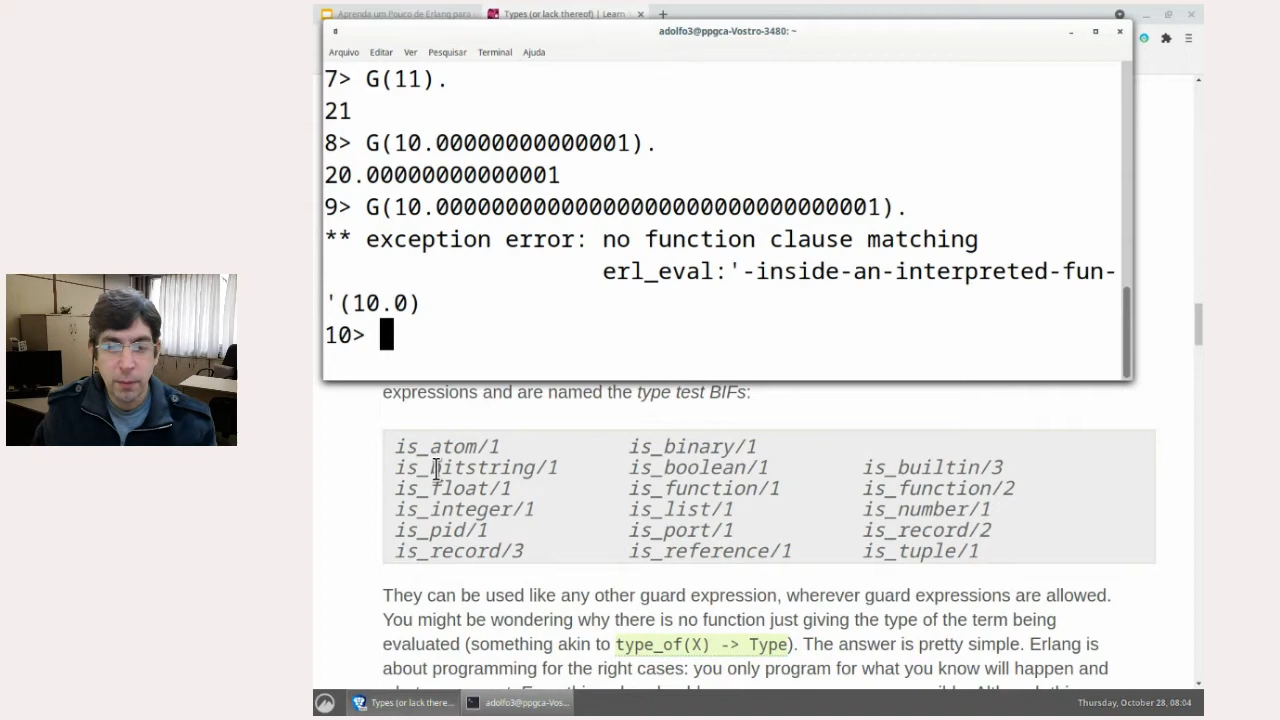 Aprenda um Pouco de Erlang para
Types (or lack thereof) | Learn
adolfo3@ppgca-Vostro-3480: ~
Arquivo Editar Ver Pesquisar Terminal Ajuda
7> G(11).
21
8> G(10.00000000000001).
20.00000000000001
9> G(10.00000000000000000000000000000001).
** exception error: no function clause matching
erl_eval:'-inside-an-interpreted-fun-
'(10.0)
10>
expressions and are named the type test BIFs:
is_atom/1 is_binary/1
is_bitstring/1 is_boolean/1 is_builtin/3
is_float/1 is_function/1 is_function/2
is_integer/1 is_list/1 is_number/1
is_pid/1 is_port/1 is_record/2
is_record/3 is_reference/1 is_tuple/1
They can be used like any other guard expression, wherever guard expressions are allowed.
You might be wondering why there is no function just giving the type of the term being
evaluated (something akin to type_of(X) -> Type). The answer is pretty simple. Erlang is
about programming for the right cases: you only program for what you know will happen and
Types (or lack there... adolfo3@ppgca-Vos... Thursday, October 28, 08:04